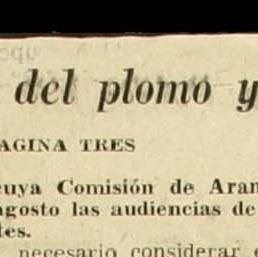 del plomo y
AGINA TRES
cuya Comisión de Aran
agosto las audiencias de
tes.
necesario considerar e